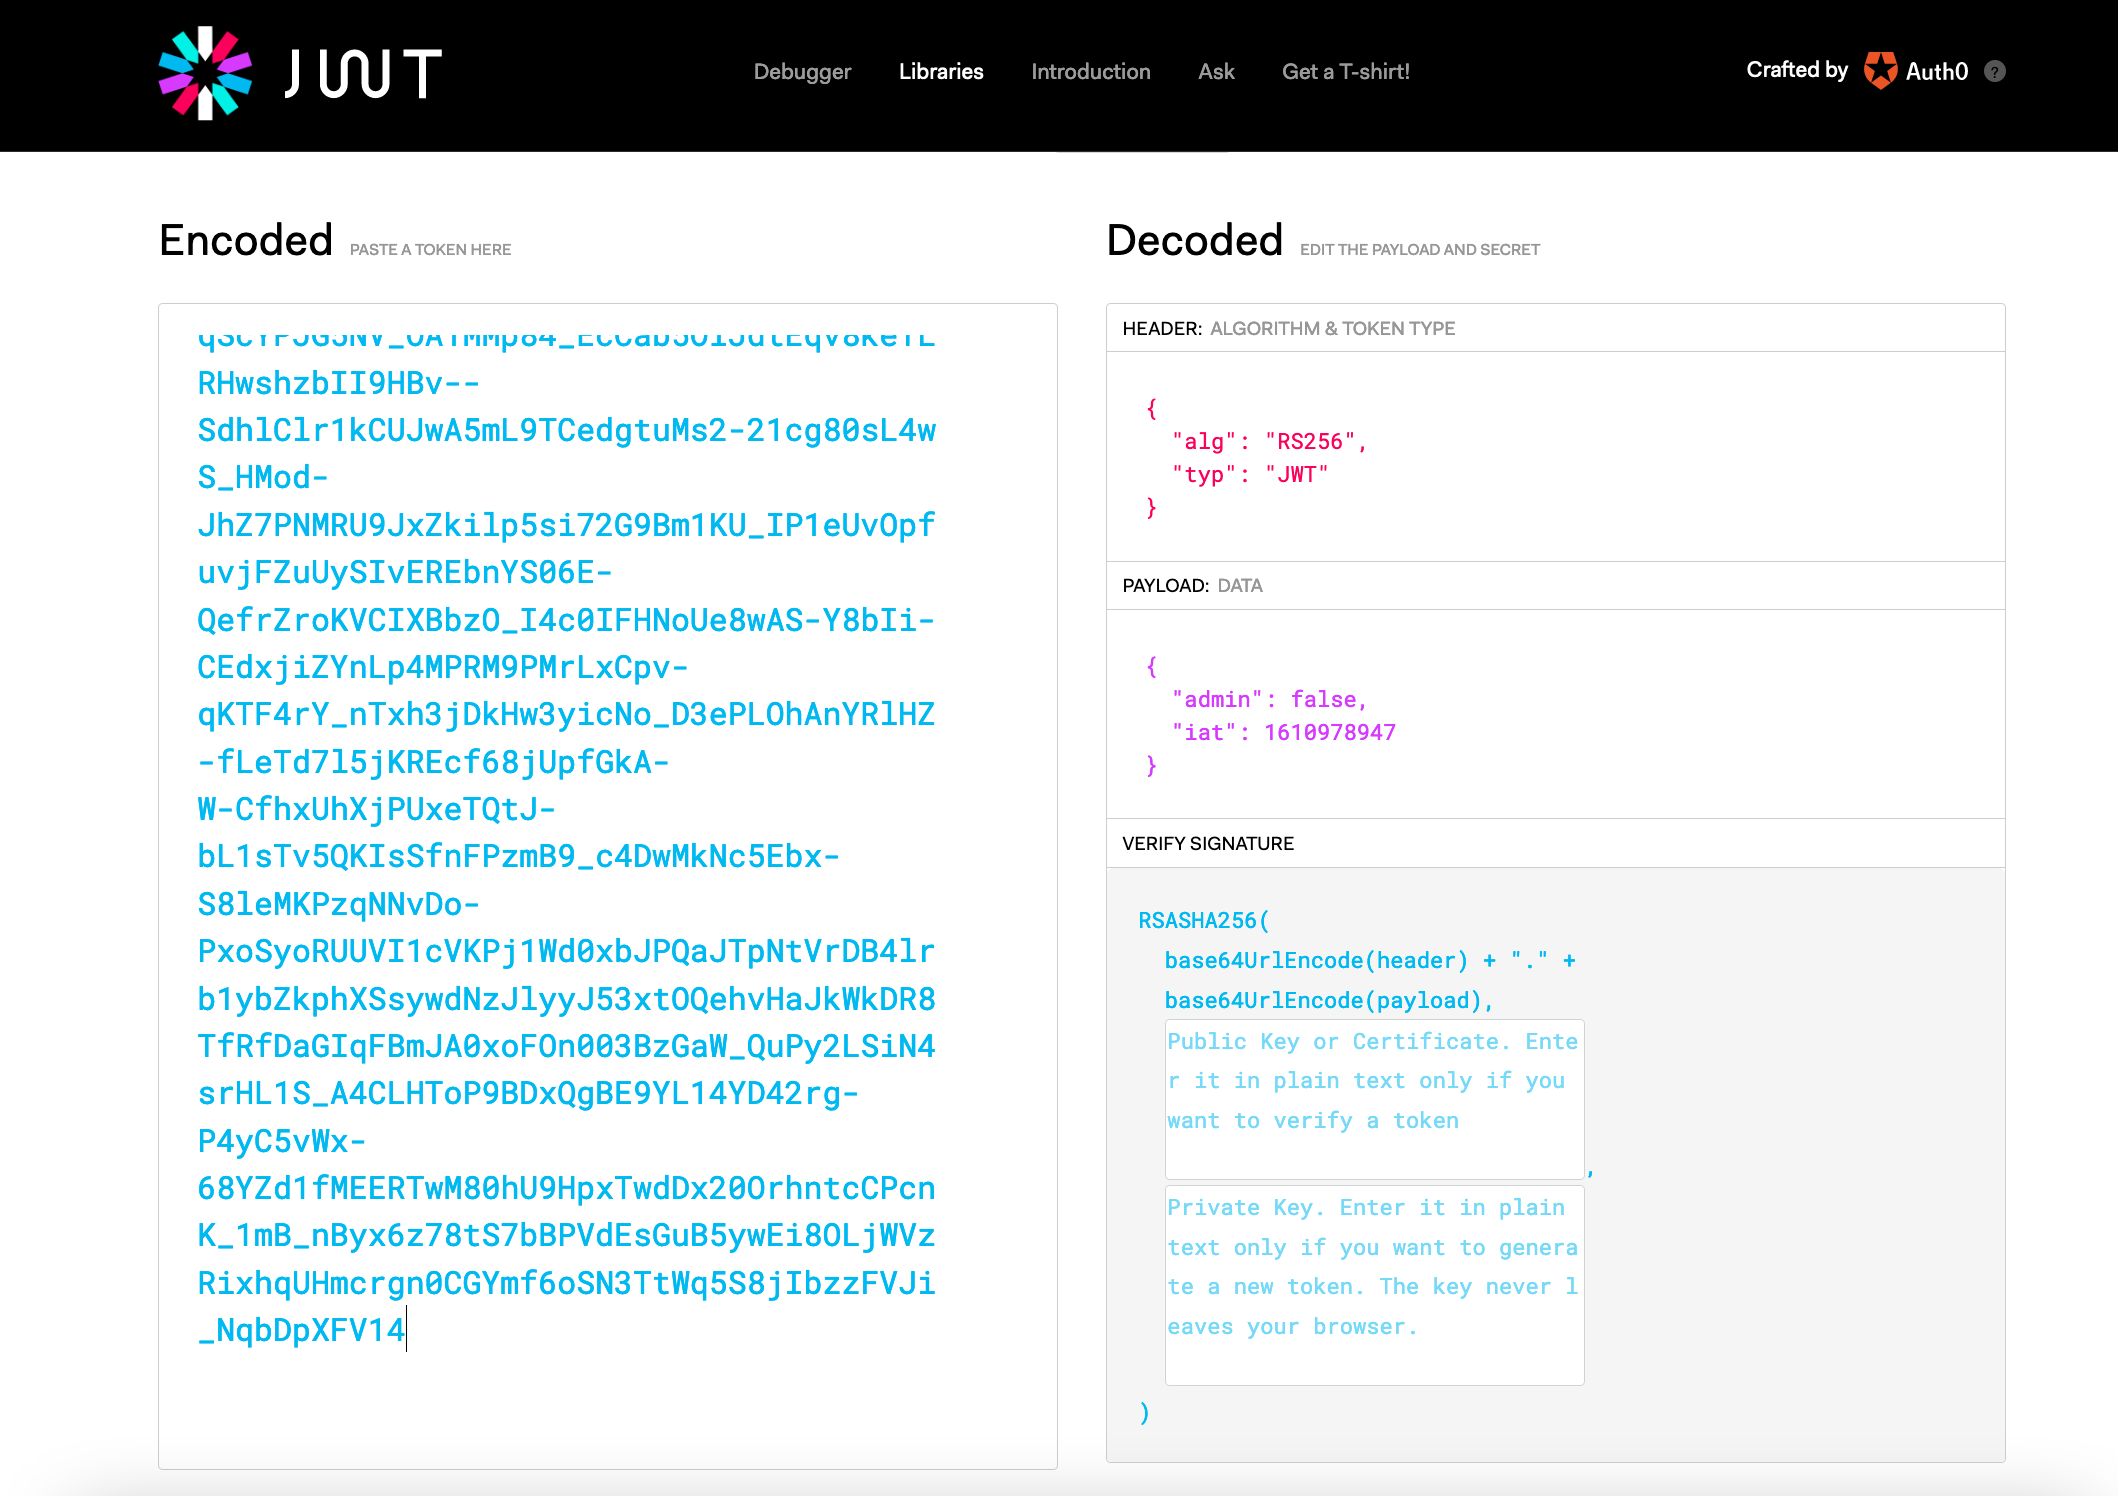 JWT
Debugger Libraries Introduction Ask Get a T-shirt!
Crafted by Auth0 ?
Encoded PASTE A TOKEN HERE
RHwshzbII9HBv--
SdhlClr1kCUJwA5mL9TCedgtuMs2-21cg80sL4w
S_HMod-
JhZ7PNMRU9JxZkilp5si72G9Bm1KU_IP1eUvOpf
uvjFZuUySIvEREbnYS06E-
QefrZroKVCIXBbzO_I4c0IFHNoUe8wAS-Y8bIi-
CEdxjiZYnLp4MPRM9PMrLxCpv-
qKTF4rY_nTxh3jDkHw3yicNo_D3ePLOhAnYRlHZ
-fLeTd7l5jKREcf68jUpfGkA-
W-CfhxUhXjPUxeTQtJ-
bL1sTv5QKIsSfnFPzmB9_c4DwMkNc5Ebx-
S8leMKPzqNNvDo-
PxoSyoRUUVI1cVKPj1Wd0xbJPQaJTpNtVrDB4lr
b1ybZkphXSsywdNzJlyyJ53xtOQehvHaJkWkDR8
TfRfDaGIqFBmJA0xoFOn003BzGaW_QuPy2LSiN4
srHL1S_A4CLHToP9BDxQgBE9YL14YD42rg-
P4yC5vWx-
68YZd1fMEERTwM80hU9HpxTwdDx20OrhntcCPcn
K_1mB_nByx6z78tS7bBPVdEsGuB5ywEi8OLjWVz
RixhqUHmcrgn0CGYmf6oSN3TtWq5S8jIbzzFVJi
_NqbDpXFV14
Decoded EDIT THE PAYLOAD AND SECRET
HEADER: ALGORITHM & TOKEN TYPE
{
"alg": "RS256",
"typ": "JWT"
}
PAYLOAD: DATA
{
"admin": false,
"iat": 1610978947
}
VERIFY SIGNATURE
RSASHA256(
base64UrlEncode(header) + "." +
base64UrlEncode(payload),
Public Key or Certificate. Ente
r it in plain text only if you
want to verify a token
,
Private Key. Enter it in plain
text only if you want to genera
te a new token. The key never l
eaves your browser.
)